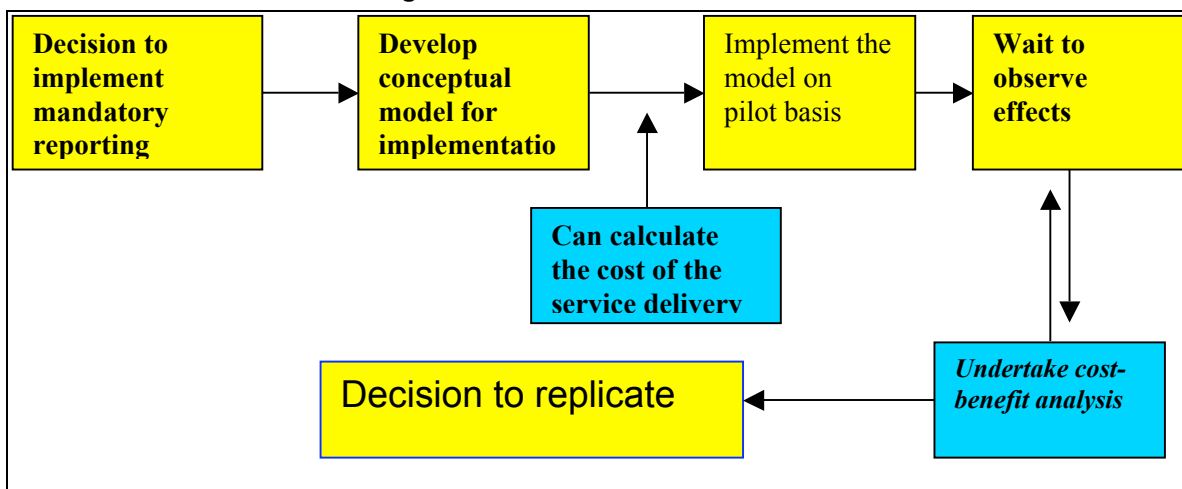 Decision to
implement
mandatory
reporting
Develop
conceptual
model for
implementatio
Implement the
model on
pilot basis
Wait to
observe
effects
Can calculate
the cost of the
service delivery
Decision to replicate
Undertake cost-
benefit analysis